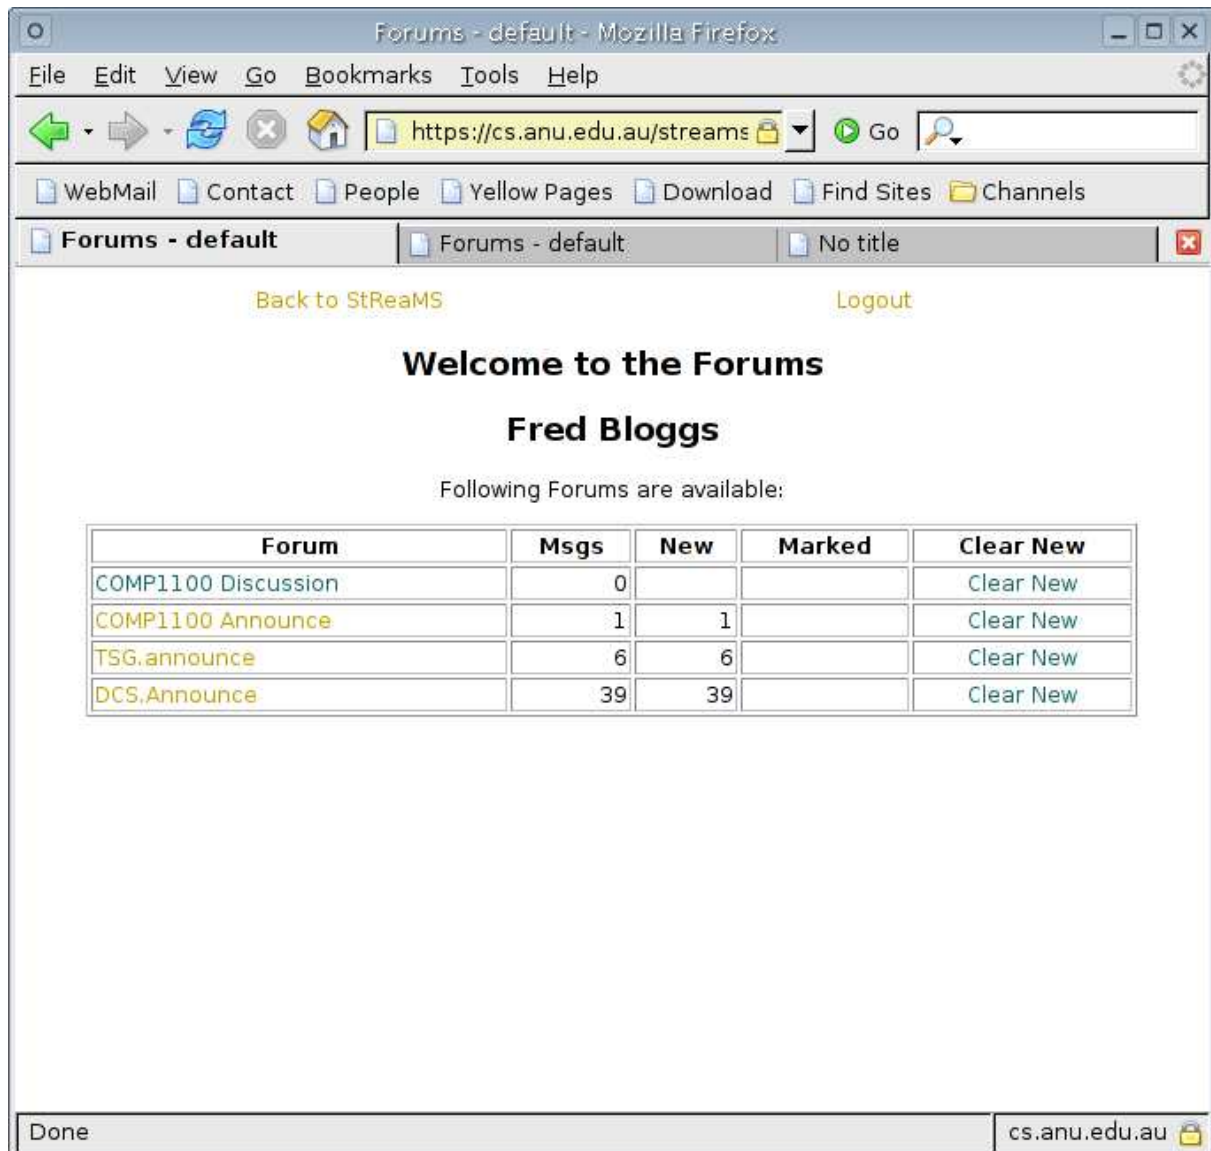 Forums - default - Mozilla Firefox
File Edit View Go Bookmarks Tools Help
https://cs.anu.edu.au/streams Go
WebMail Contact People Yellow Pages Download Find Sites Channels
Forums - default Forums - default No title
Back to StReaMS Logout
Welcome to the Forums
Fred Bloggs
Following Forums are available:
Forum Msgs New Marked Clear New
COMP1100 Discussion 0 Clear New
COMP1100 Announce 1 1 Clear New
TSG.announce 6 6 Clear New
DCS.Announce 39 39 Clear New
Done cs.anu.edu.au